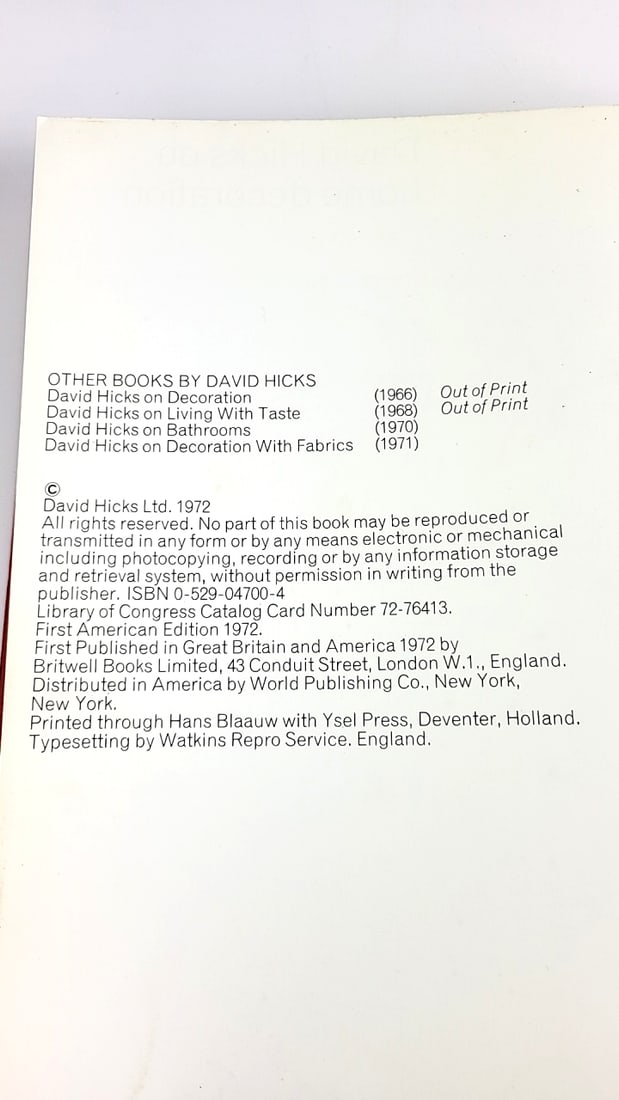 OTHER BOOKS BY DAVID HICKS
David Hicks on Decoration (1966) Out of Print
David Hicks on Living With Taste (1968) Out of Print
David Hicks on Bathrooms (1970)
David Hicks on Decoration With Fabrics (1971)
©
David Hicks Ltd. 1972
All rights reserved. No part of this book may be reproduced or
transmitted in any form or by any means electronic or mechanical
including photocopying, recording or by any information storage
and retrieval system, without permission in writing from the
publisher. ISBN 0-529-04700-4
Library of Congress Catalog Card Number 72-76413.
First American Edition 1972.
First Published in Great Britain and America 1972 by
Britwell Books Limited, 43 Conduit Street, London W.1., England.
Distributed in America by World Publishing Co., New York,
New York.
Printed through Hans Blaauw with Ysel Press, Deventer, Holland.
Typesetting by Watkins Repro Service. England.